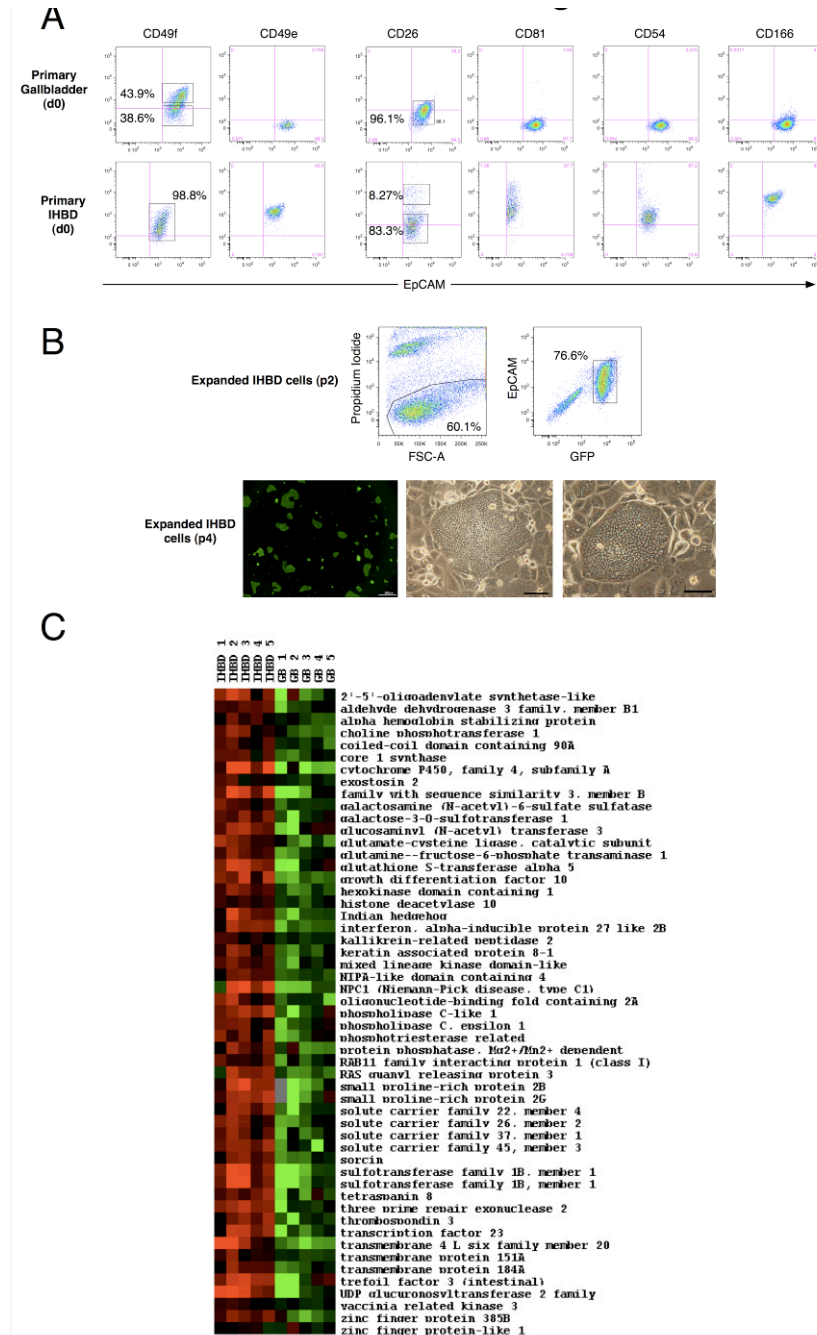 A
CD49f CD49e CD26 CD81 CD54 CD166
Primary
Gallbladder
(d0)
43.9%
38.6%
96.1%
Primary
IHBD
(d0)
98.8%
8.27%
83.3%
EpCAM
B
Expanded IHBD cells (p2)
Propidium Iodide
60.1%
0 50K 100K 150K 200K 250K
FSC-A
EpCAM
76.6%
GFP
Expanded IHBD
cells (p4)
C
IHBD 1
IHBD 2
IHBD 3
IHBD 4
IHBD 5
GB 1
GB 2
GB 3
GB 4
GB 5
2'-5'-oligoadenylate synthetase-like
aldehyde dehydrogenase 3 family, member B1
alpha hemoglobin stabilizing protein
choline phosphotransferase 1
coiled-coil domain containing 90A
core 1 synthase
cytochrome P450, family 4, subfamily A
exostosin 2
family with sequence similarity 3, member B
galactosamine (N-acetyl)-6-sulfate sulfatase
galactose-3-O-sulfotransferase 1
glucosaminyl (N-acetyl) transferase 3
glutamate-cysteine ligase, catalytic subunit
glutamine--fructose-6-phosphate transaminase 1
glutathione S-transferase alpha 5
growth differentiation factor 10
hexokinase domain containing 1
histone deacetylase 10
Indian hedgehog
interferon, alpha-inducible protein 27 like 2B
kallikrein-related peptidase 2
keratin associated protein 8-1
mixed lineage kinase domain-like
NIPA-like domain containing 4
NPC1 (Niemann-Pick disease, type C1)
oligonucleotide-binding fold containing 2A
phospholipase C-like 1
phospholipase C, epsilon 1
phosphotriesterase related
protein phosphatase, Mg2+/Mn2+ dependent
RAB11 family interacting protein 1 (class I)
RAS guanyl releasing protein 3
small proline-rich protein 2B
small proline-rich protein 2G
solute carrier family 22, member 4
solute carrier family 26, member 2
solute carrier family 37, member 1
solute carrier family 45, member 3
sorcin
sulfotransferase family 1B, member 1
sulfotransferase family 1B, member 1
tetraspanin 8
three prime repair exonuclease 2
thrombospondin 3
transcription factor 23
transmembrane 4 L six family member 20
transmembrane protein 151A
transmembrane protein 184A
trefoil factor 3 (intestinal)
UDP glucuronosyltransferase 2 family
vaccinia related kinase 3
zinc finger protein 385B
zinc finger protein-like 1